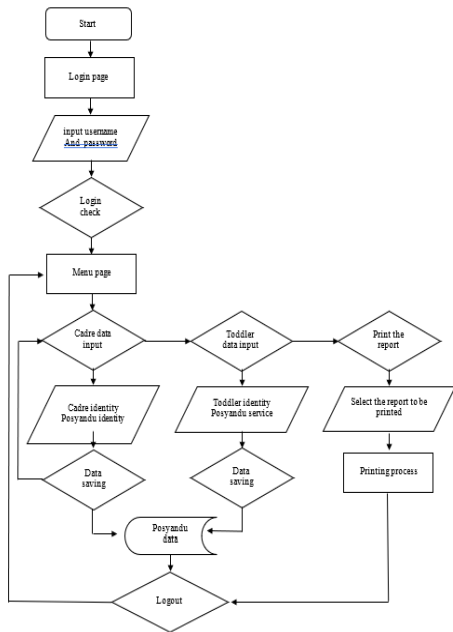 Start
Login page
input username
And password
Login
check
Menu page
Cadre data
input
Toddler
data input
Print the
report
Cadre identity
Posyandu identity
Toddler identity
Posyandu service
Select the report to be
printed
Data
saving
Data
saving
Printing process
Posyandu
data
Logout